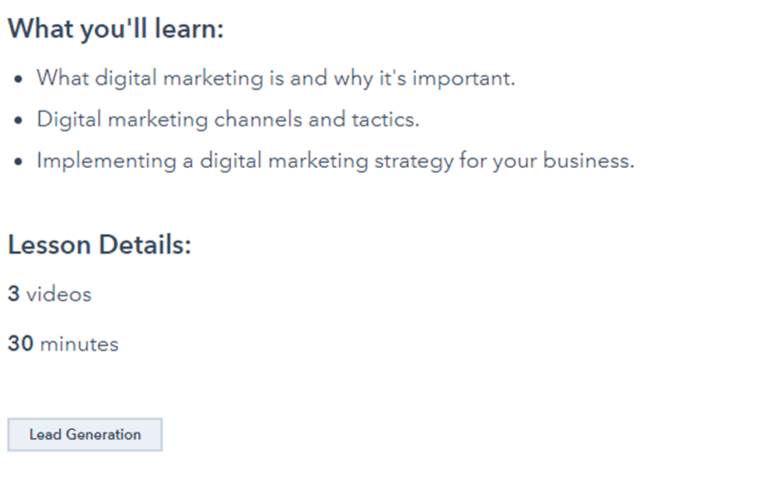 What you'll learn:
What digital marketing is and why it's important.
Digital marketing channels and tactics.
Implementing a digital marketing strategy for your business.
Lesson Details:
3 videos
30 minutes
Lead Generation